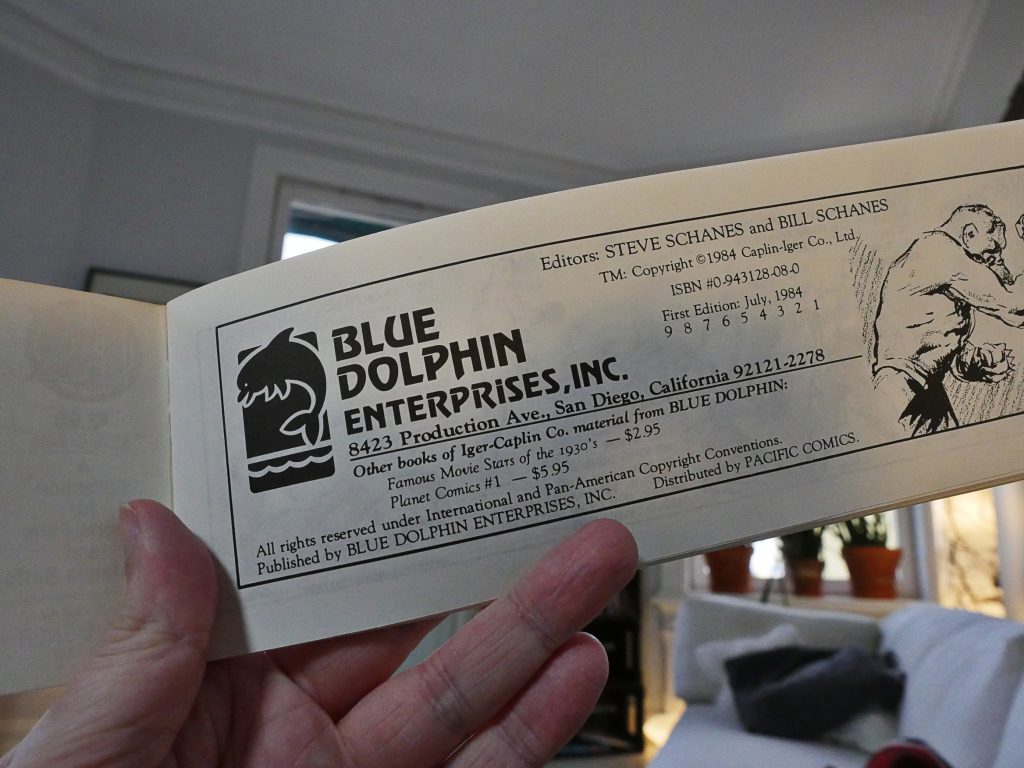 Editors: STEVE SCHANES and BILL SCHANES
TM: Copyright ©1984 Caplin-Iger Co., Ltd.
ISBN #0-943128-08-0
First Edition: July, 1984
9 8 7 6 5 4 3 2 1
BLUE
DOLPHIN
ENTERPRISES, INC.
8423 Production Ave., San Diego, California 92121-2278
Other books of Iger-Caplin Co. material from BLUE DOLPHIN:
Famous Movie Stars of the 1930's — $2.95
Planet Comics #1 — $5.95
All rights reserved under International and Pan-American Copyright Conventions.
Published by BLUE DOLPHIN ENTERPRISES, INC. Distributed by PACIFIC COMICS.